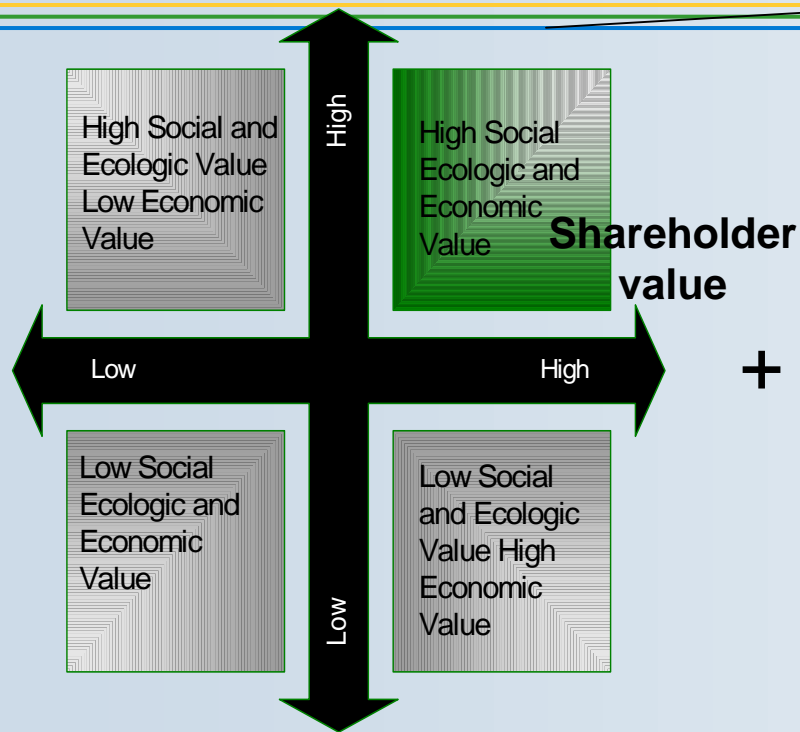 High
High Social and
Ecologic Value
Low Economic
Value
High Social
Ecologic and
Economic
Value
Shareholder
value
Low
High
+
Low Social
Ecologic and
Economic
Value
Low Social
and Ecologic
Value High
Economic
Value
Low